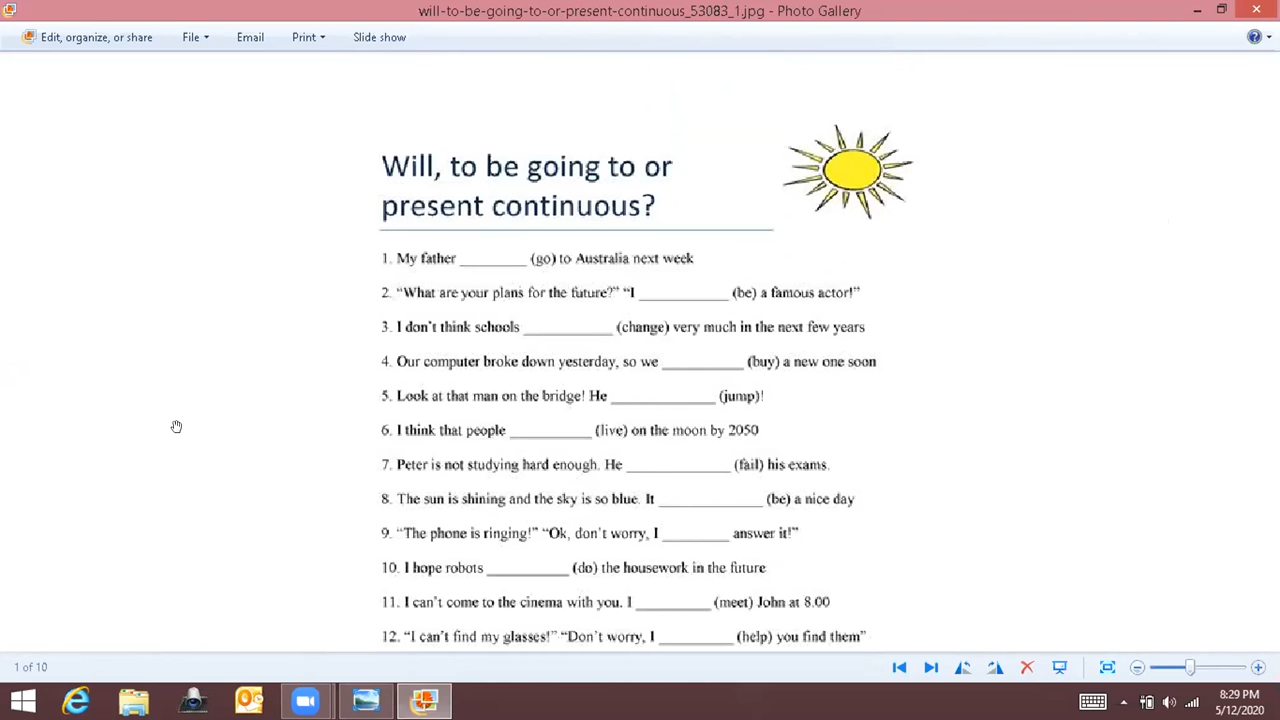 will-to-be-going-to-or-present-continuous_53083_1.jpg - Photo Gallery
Edit, organize, or share File Email Print Slide show
Will, to be going to or
present continuous?
1. My father _________ (go) to Australia next week
2. “What are your plans for the future?” “I ____________ (be) a famous actor!”
3. I don't think schools ____________ (change) very much in the next few years
4. Our computer broke down yesterday, so we ___________ (buy) a new one soon
5. Look at that man on the bridge! He ______________ (jump)!
6. I think that people ___________ (live) on the moon by 2050
7. Peter is not studying hard enough. He ______________ (fail) his exams.
8. The sun is shining and the sky is so blue. It ______________ (be) a nice day
9. “The phone is ringing!” “Ok, don't worry, I _________ answer it!”
10. I hope robots ___________ (do) the housework in the future
11. I can't come to the cinema with you. I __________ (meet) John at 8.00
12. “I can't find my glasses!” “Don't worry, I __________ (help) you find them”
1 of 10
8:29 PM
5/12/2020